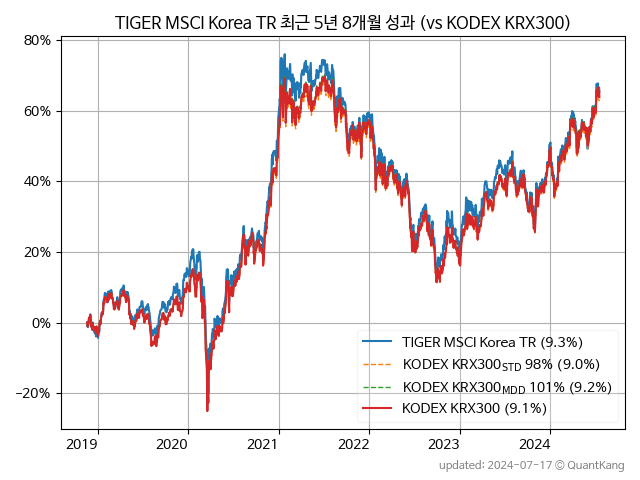 TIGER MSCI Korea TR 최근 5년 8개월 성과 (vs KODEX KRX300)
80%
60%
40%
20%
0%
−20%
TIGER MSCI Korea TR (9.3%)
KODEX KRX300STD 98% (9.0%)
KODEX KRX300MDD 101% (9.2%)
KODEX KRX300 (9.1%)
2019 2020 2021 2022 2023 2024
updated: 2024-07-17 © QuantKang